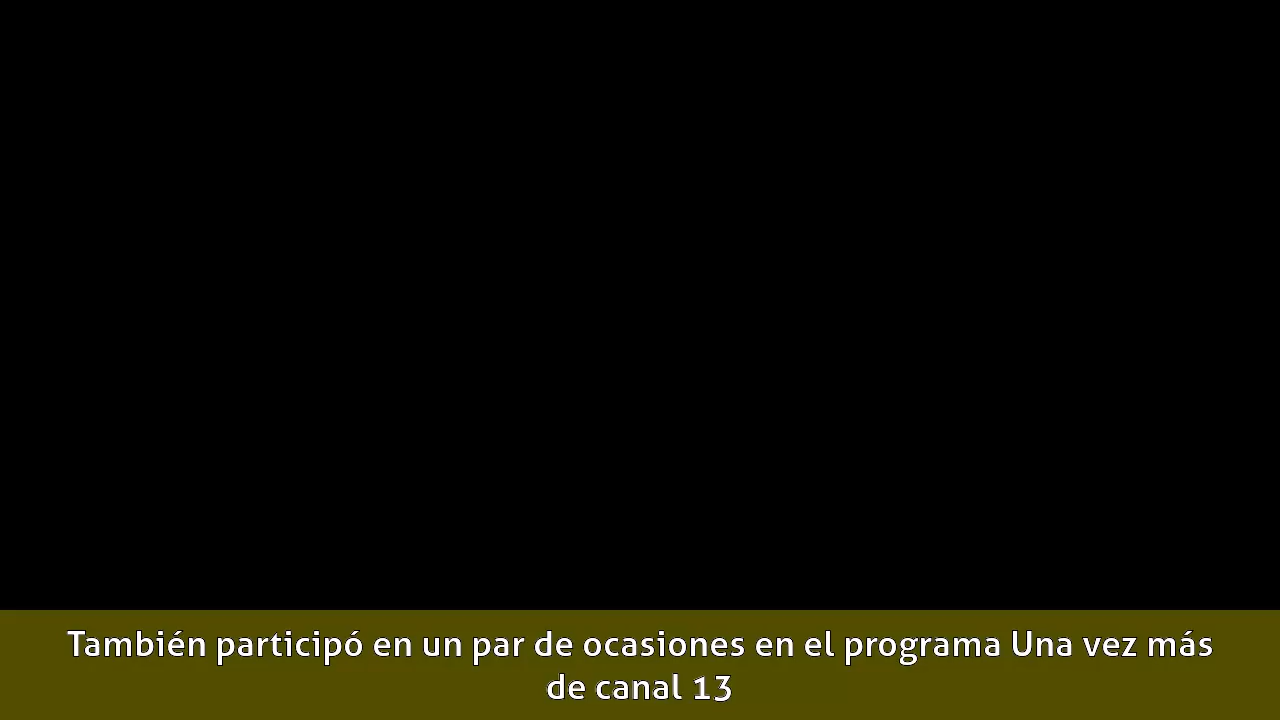 También participó en un par de ocasiones en el programa Una vez más
de canal 13